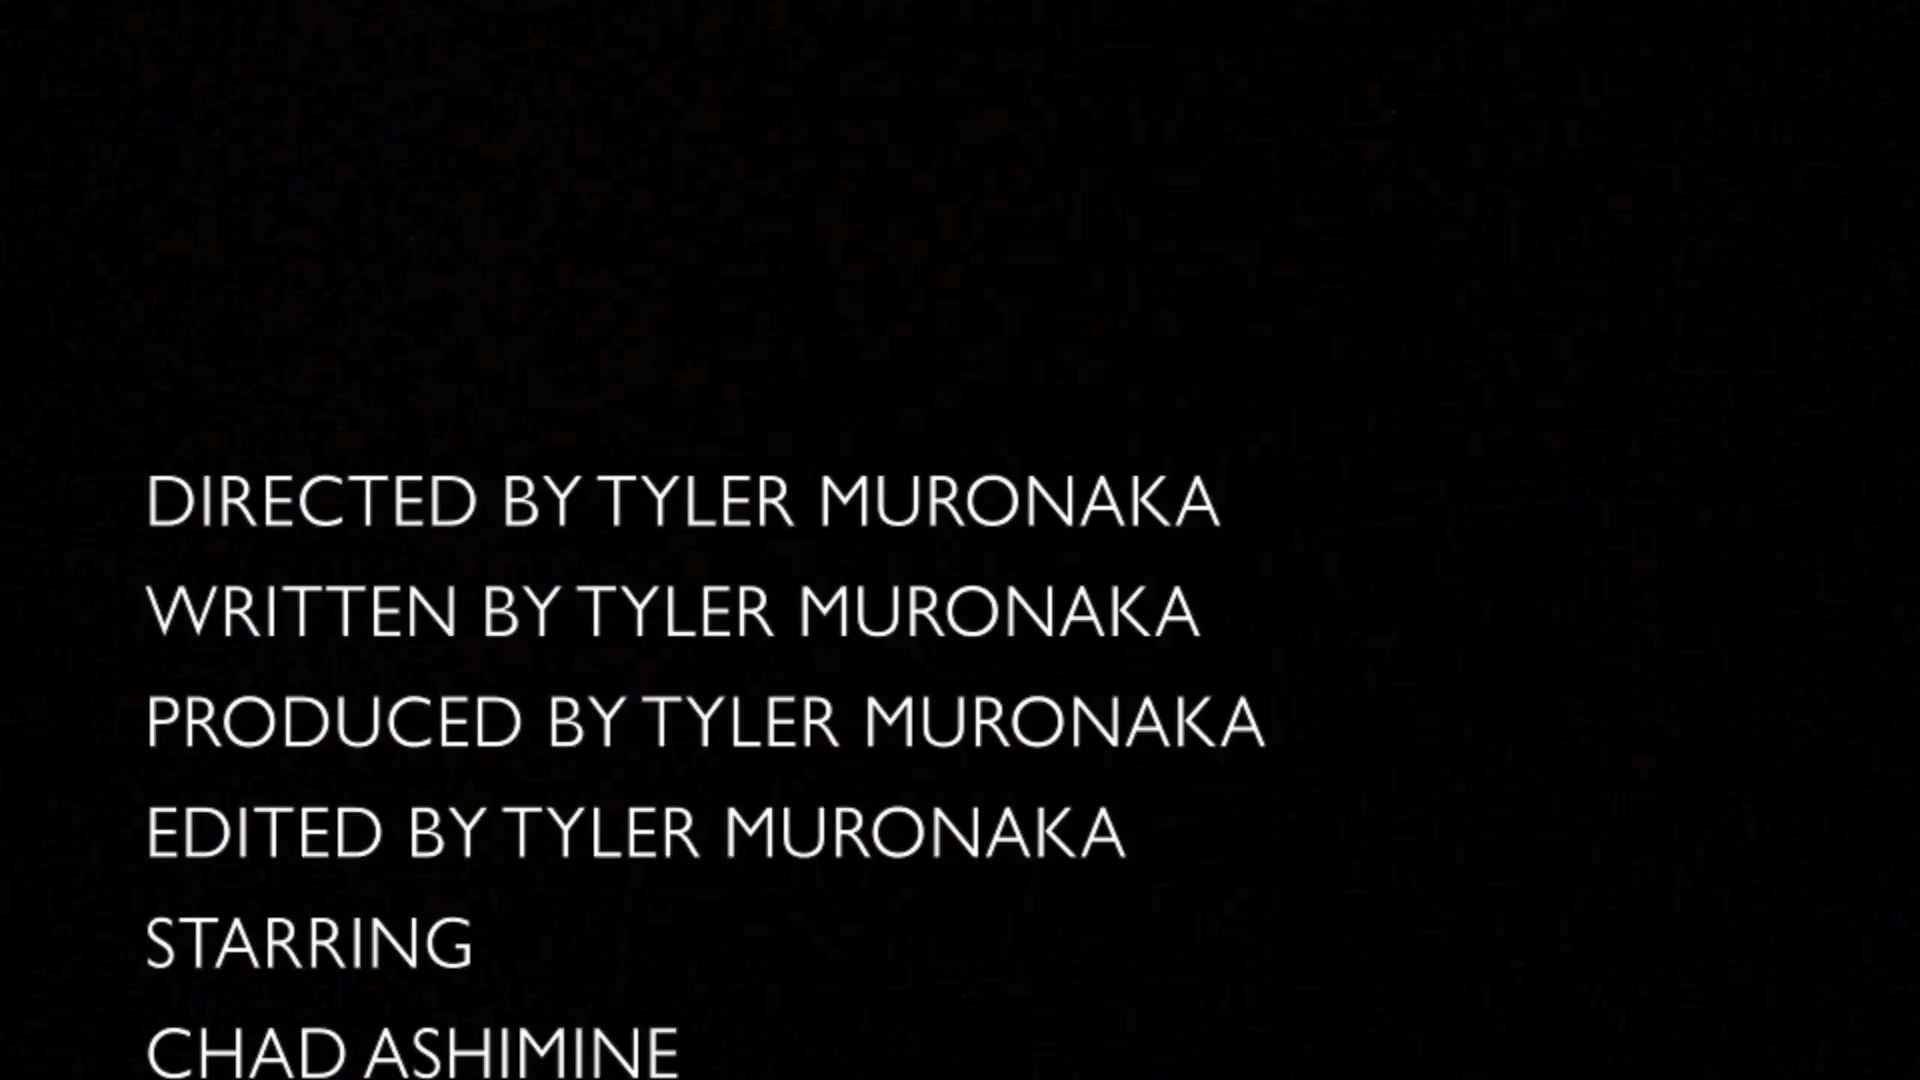 DIRECTED BY TYLER MURONAKA
WRITTEN BY TYLER MURONAKA
PRODUCED BY TYLER MURONAKA
EDITED BY TYLER MURONAKA
STARRING
CHAD ASHIMINE